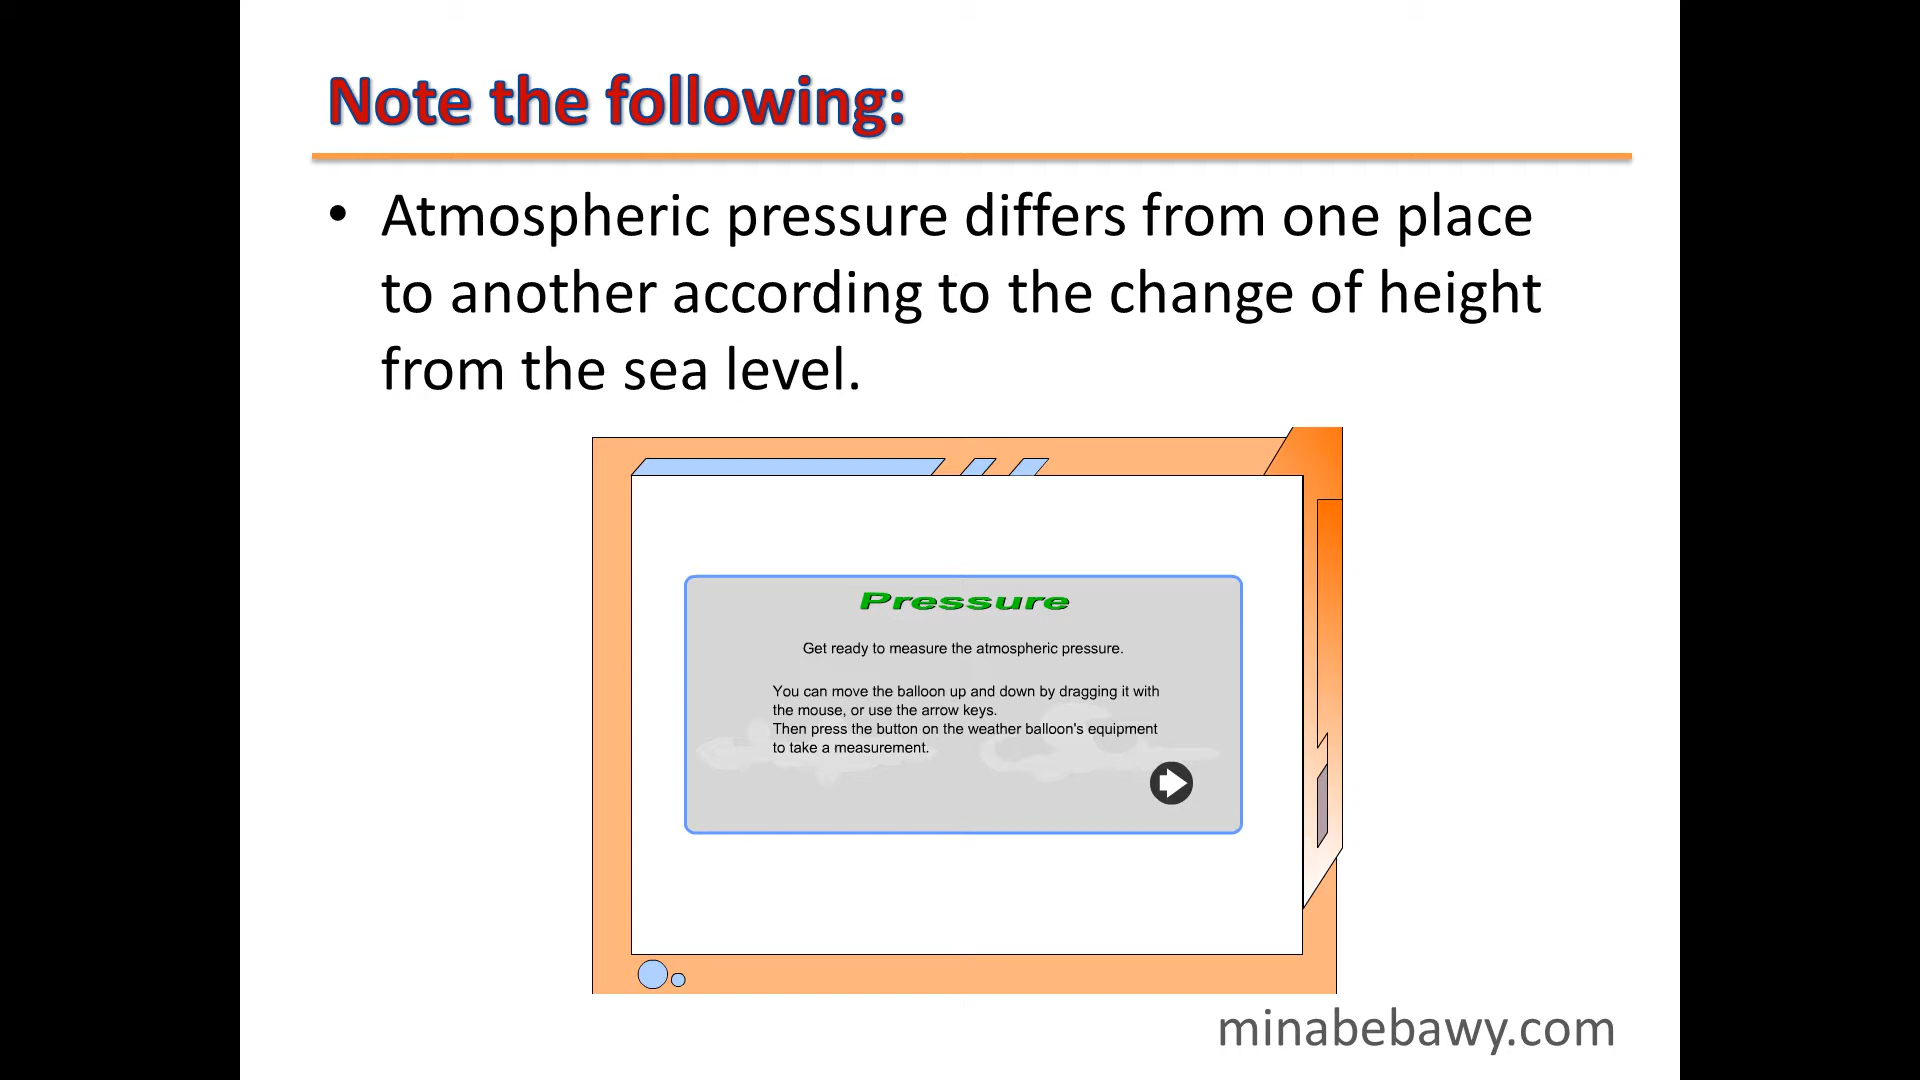 Note the following:
• Atmospheric pressure differs from one place
to another according to the change of height
from the sea level.
Pressure
Get ready to measure the atmospheric pressure.
You can move the balloon up and down by dragging it with
the mouse, or use the arrow keys.
Then press the button on the weather balloon's equipment
to take a measurement.
minabebawy.com